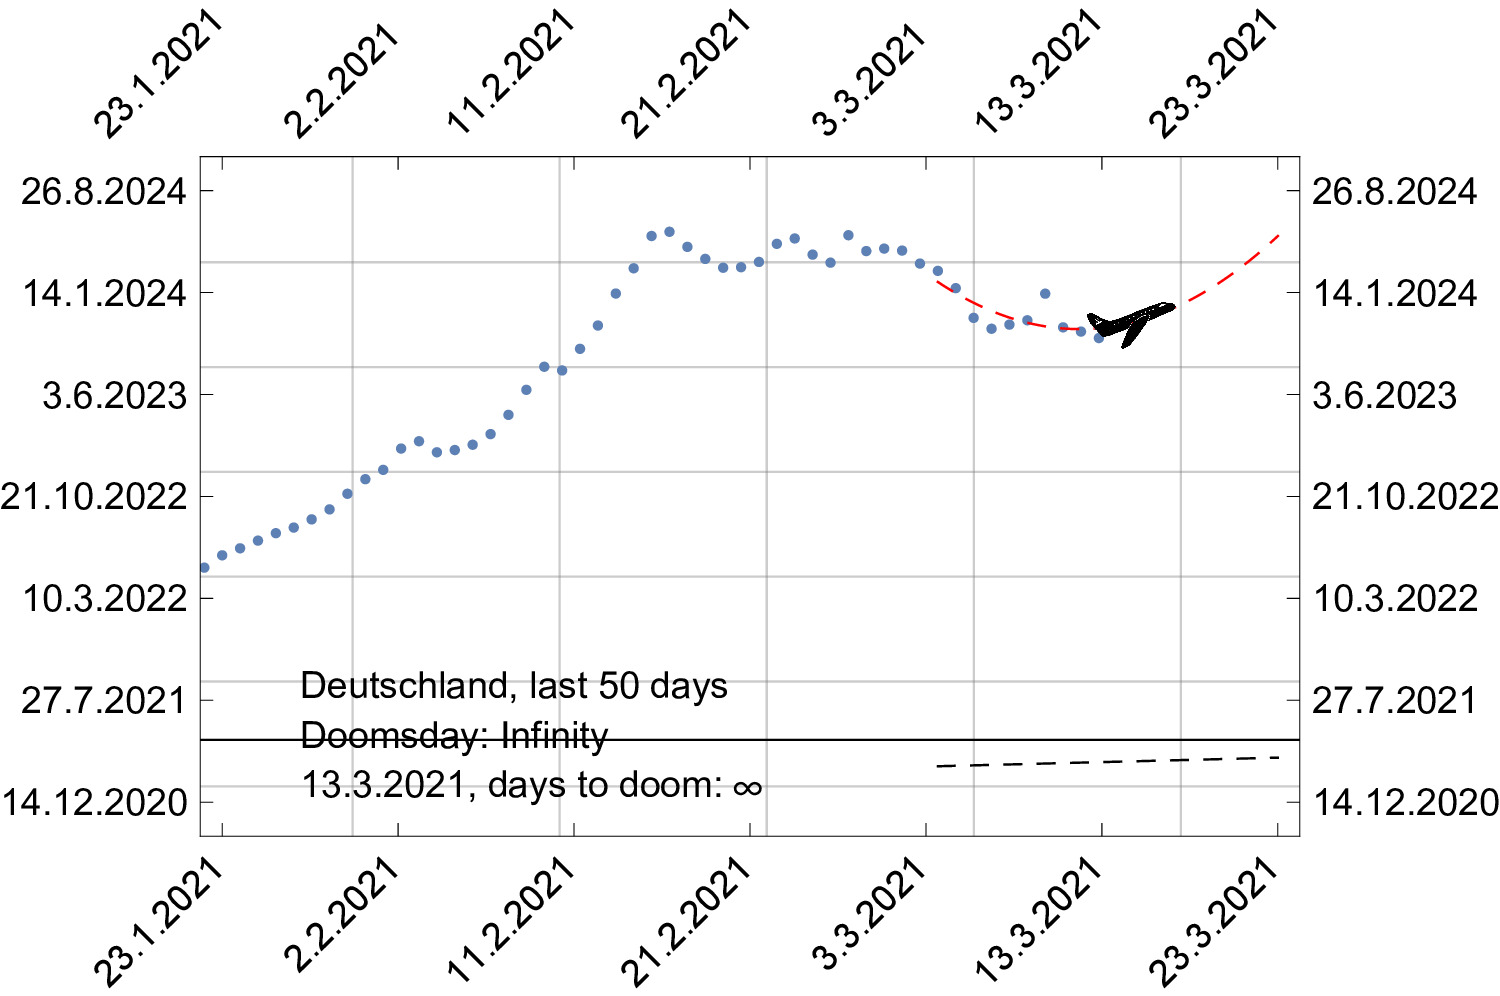 23.1.2021 2.2.2021 11.2.2021 21.2.2021 3.3.2021 13.3.2021 23.3.2021
26.8.2024 26.8.2024
14.1.2024 14.1.2024
3.6.2023 3.6.2023
21.10.2022 21.10.2022
10.3.2022 10.3.2022
Deutschland, last 50 days
27.7.2021 27.7.2021
Doomsday: Infinity
13.3.2021, days to doom: ∞
14.12.2020 14.12.2020
23.1.2021 2.2.2021 11.2.2021 21.2.2021 3.3.2021 13.3.2021 23.3.2021